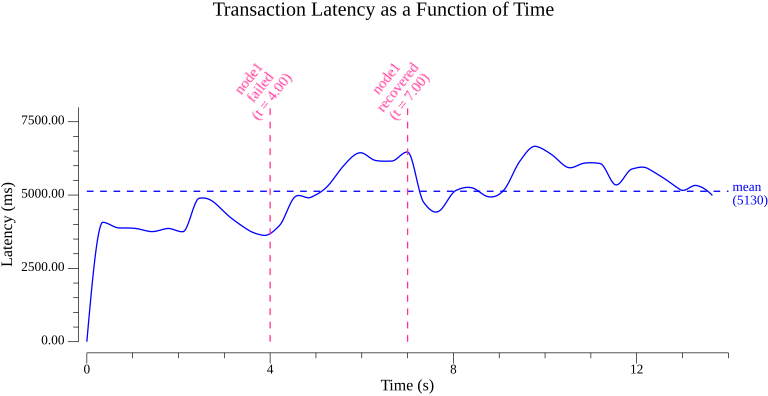 Transaction Latency as a Function of Time
node1
failed
(t = 4.00)
node1
recovered
(t = 7.00)
7500.00
5000.00
2500.00
0.00
Latency (ms)
mean
(5130)
0
4
8
12
Time (s)